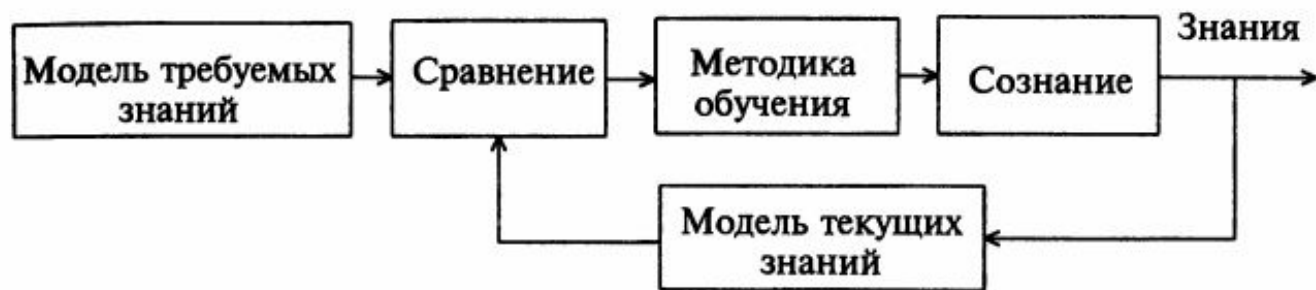 Знания
Модель требуемых
знаний
Сравнение
Методика
обучения
Сознание
Модель текущих
знаний